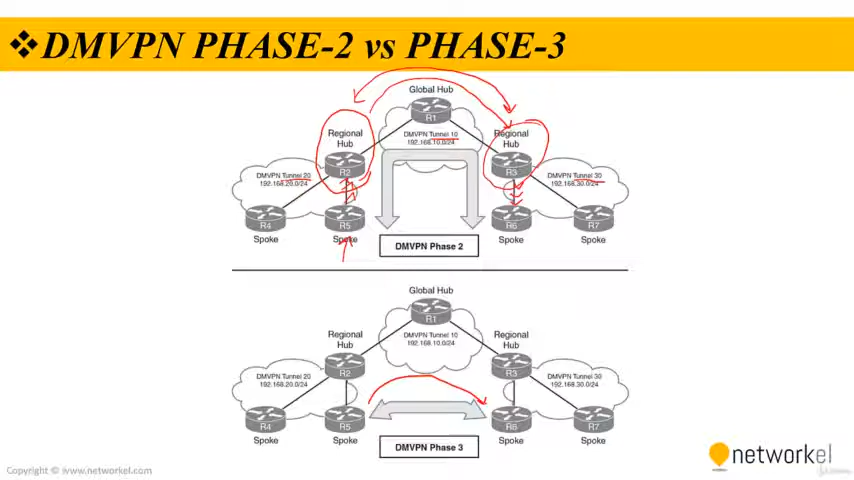 ❖DMVPN PHASE-2 vs PHASE-3
Global Hub
R1
DMVPN Tunnel 10
192.168.10.0/24
Regional
Hub
R2
Regional
Hub
R3
DMVPN Tunnel 20
192.168.20.0/24
DMVPN Tunnel 30
192.168.30.0/24
R4
R5
R6
R7
Spoke
Spoke
Spoke
Spoke
DMVPN Phase 2
Global Hub
R1
DMVPN Tunnel 10
192.168.10.0/24
Regional
Hub
R2
Regional
Hub
R3
DMVPN Tunnel 20
192.168.20.0/24
DMVPN Tunnel 30
192.168.30.0/24
R4
R5
R6
R7
Spoke
Spoke
Spoke
Spoke
DMVPN Phase 3
networkel
Copyright © www.networkel.com